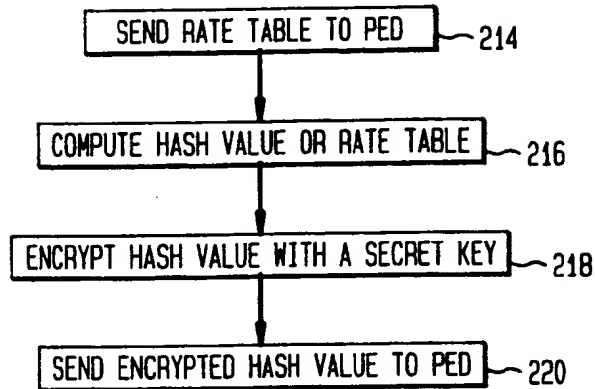 SEND RATE TABLE TO PED 214
COMPUTE HASH VALUE OR RATE TABLE 216
ENCRYPT HASH VALUE WITH A SECRET KEY 218
SEND ENCRYPTED HASH VALUE TO PED 220